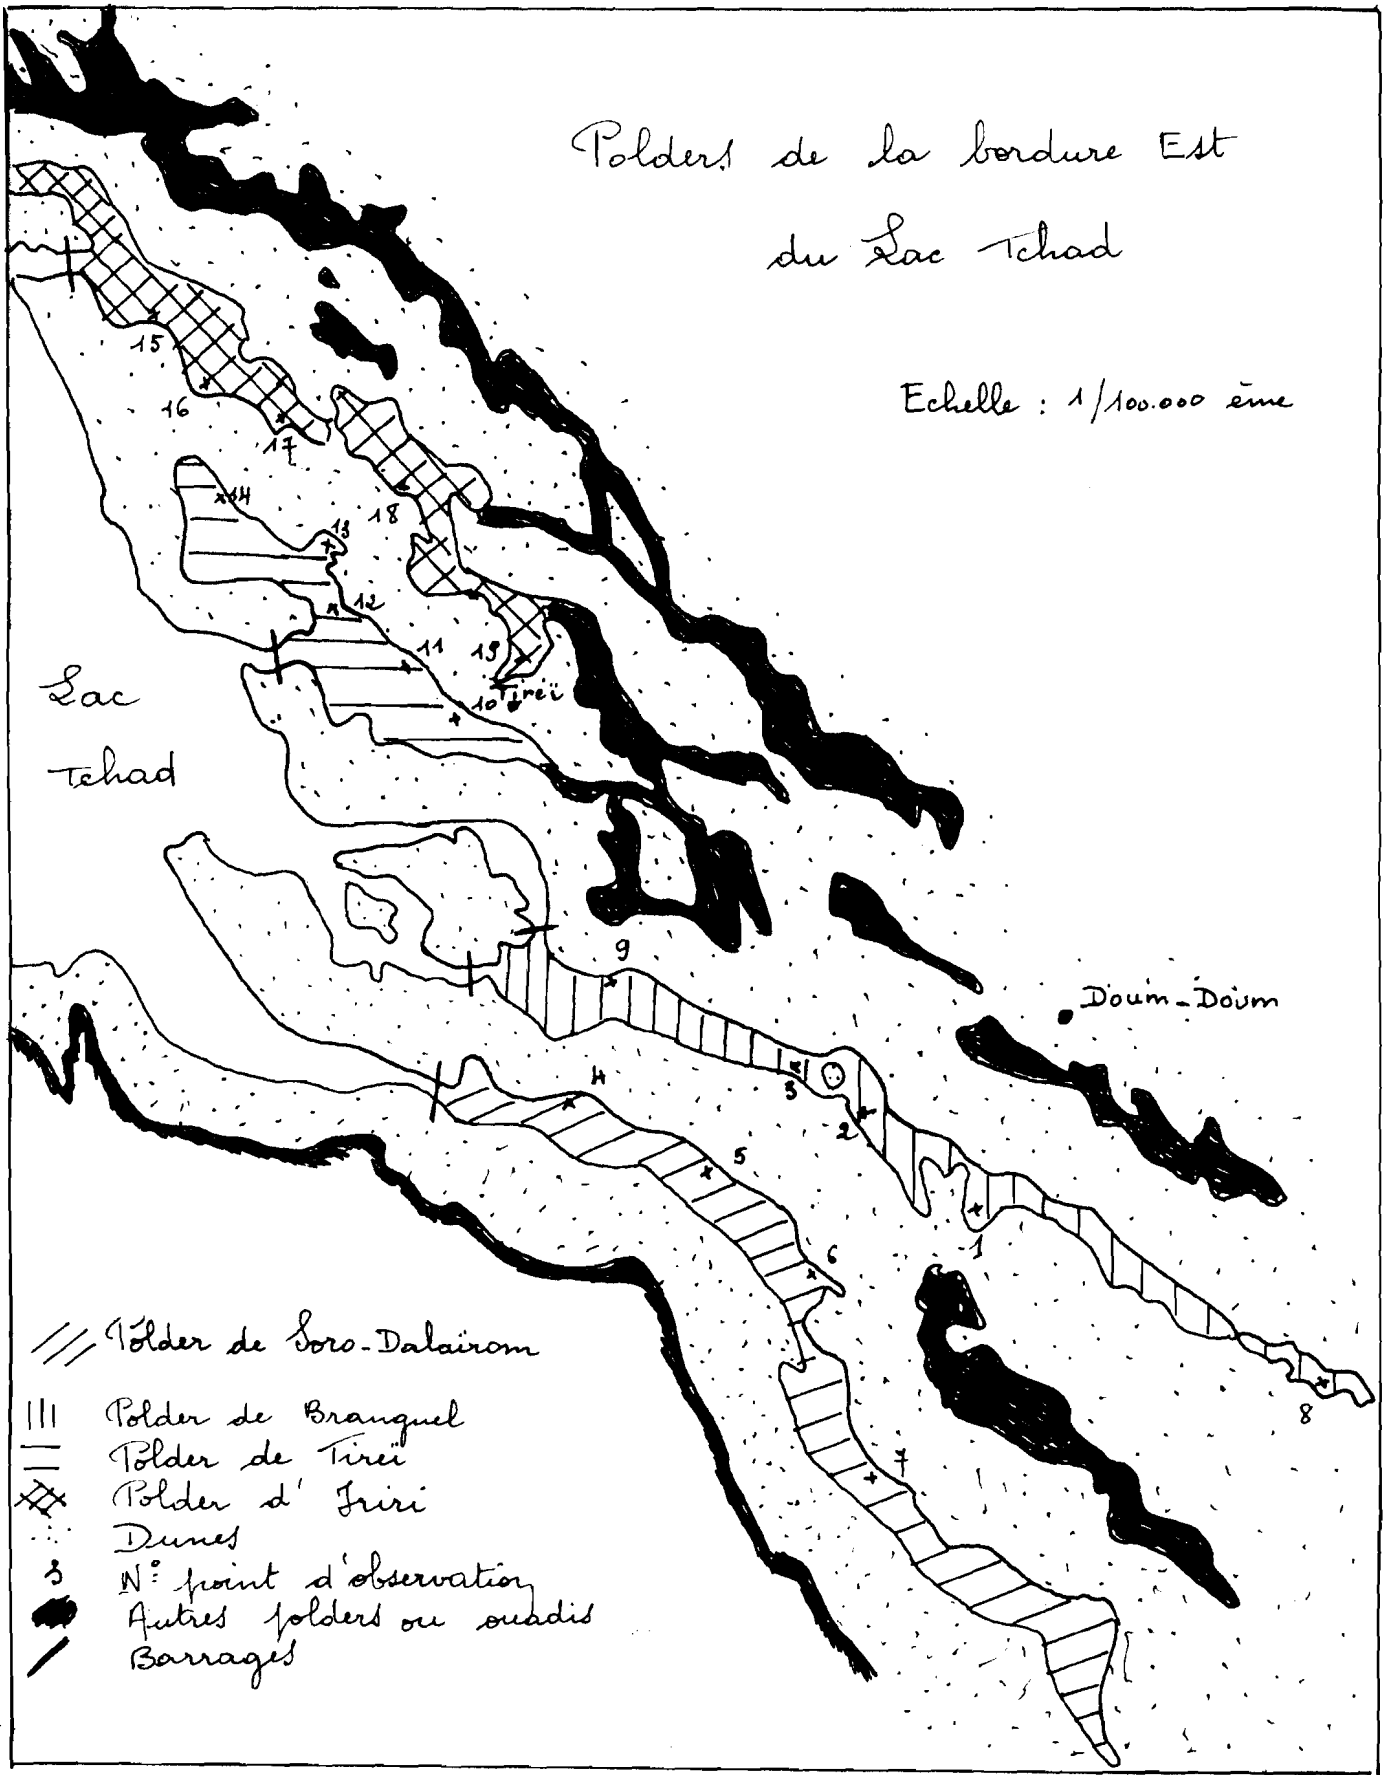 Polders de la bordure Est
du Lac Tchad
Echelle : 1/100.000 ème
15
16
17
14
18
13
12
11
19
Tireï
10
Lac
Tchad
9
Doum-Doum
3
4
2
5
1
6
8
7
Polder de Soro-Dalaïrom
Polder de Branguel
Polder de Tireï
Polder d'Iriri
Dunes
3 N° point d'observation
Autres polders ou ouadis
Barrages